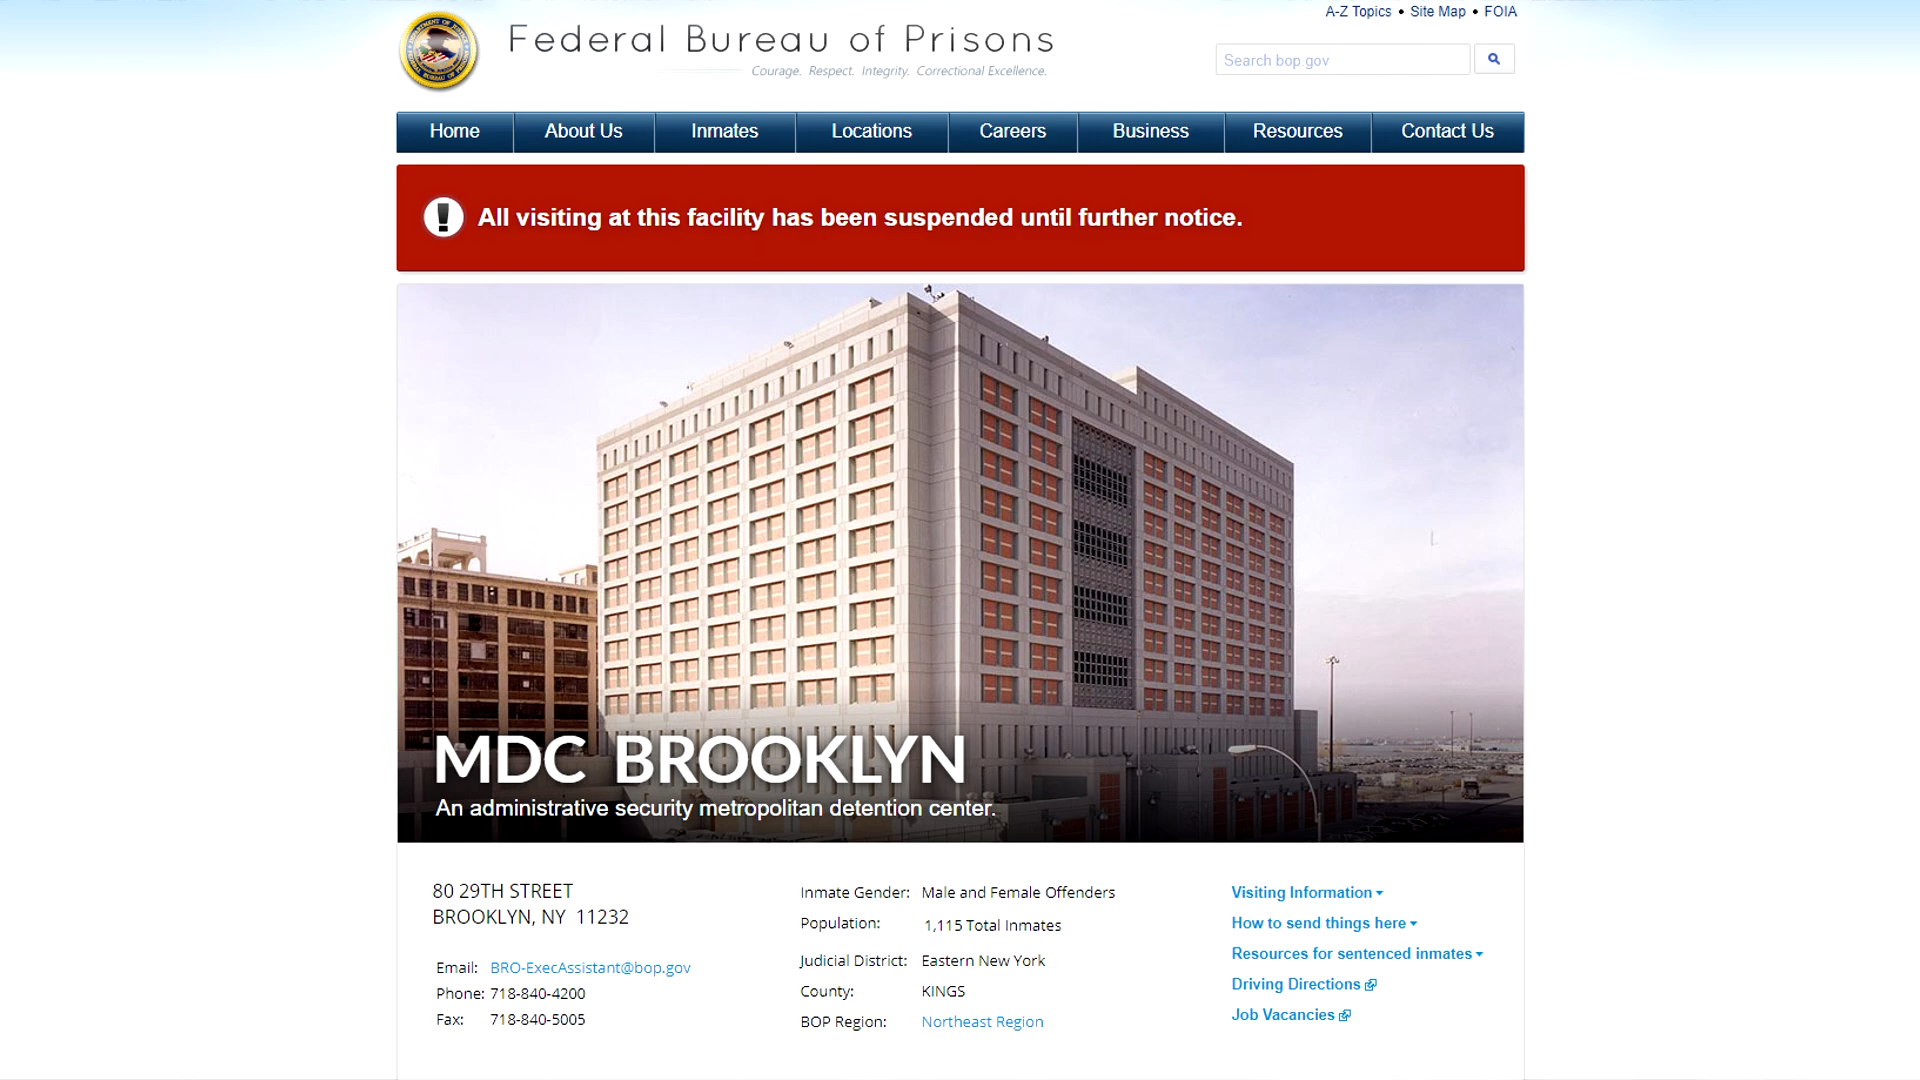 A-Z Topics • Site Map • FOIA
Federal Bureau of Prisons
Courage. Respect. Integrity. Correctional Excellence.
Search bop.gov
Home About Us Inmates Locations Careers Business Resources Contact Us
All visiting at this facility has been suspended until further notice.
MDC BROOKLYN
An administrative security metropolitan detention center.
80 29TH STREET
BROOKLYN, NY 11232
Email: BRO-ExecAssistant@bop.gov
Phone: 718-840-4200
Fax: 718-840-5005
Inmate Gender: Male and Female Offenders
Population: 1,115 Total Inmates
Judicial District: Eastern New York
County: KINGS
BOP Region: Northeast Region
Visiting Information
How to send things here
Resources for sentenced inmates
Driving Directions
Job Vacancies